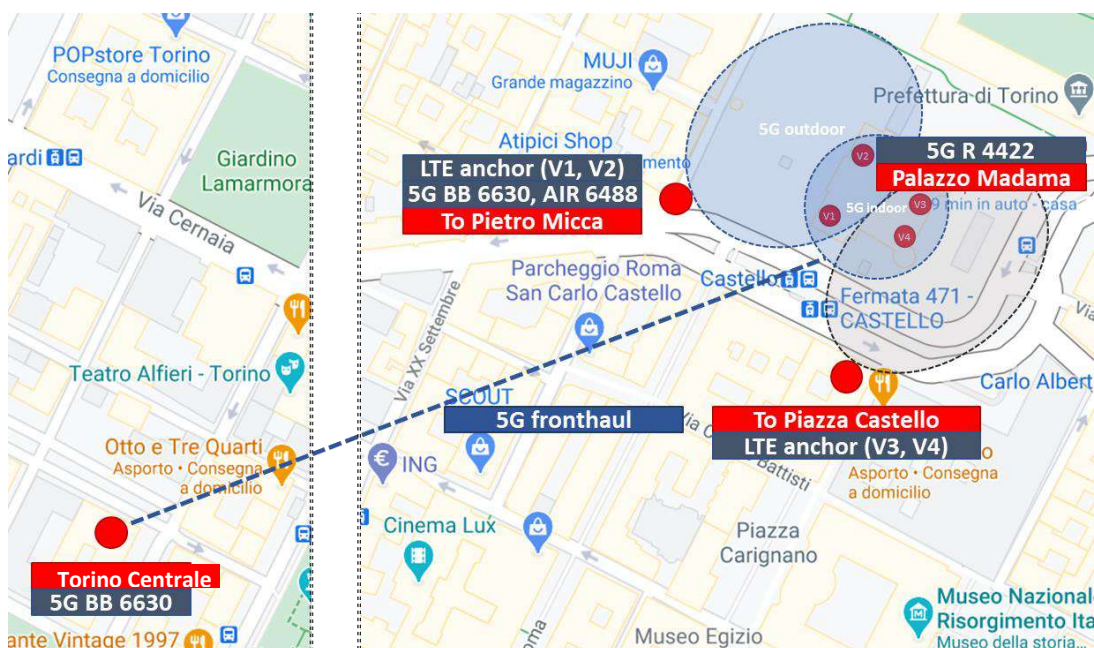 POPstore Torino
Consegna a domicilio
ardi
Giardino
Lamarmora
Via Cernaia
Teatro Alfieri - Torino
Otto e Tre Quarti
Asporto • Consegna
a domicilio
Torino Centrale
5G BB 6630
ante Vintage 1997
MUJI
Grande magazzino
Prefettura di Torino
5G outdoor
Atipici Shop
LTE anchor (V1, V2)
5G BB 6630, AIR 6488
To Pietro Micca
5G R 4422
Palazzo Madama
9 min in auto - casa
V2
V3
V1
5G indoor
V4
Parcheggio Roma
San Carlo Castello
Castello
Fermata 471 -
CASTELLO
Via XX Settembre
SCOUT
5G fronthaul
To Piazza Castello
LTE anchor (V3, V4)
Carlo Albert
Asporto • Consegna
a domicilio
Battisti
€ ING
Cinema Lux
Piazza
Carignano
Museo Nazional
Risorgimento Ita
Museo della storia...
Museo Egizio